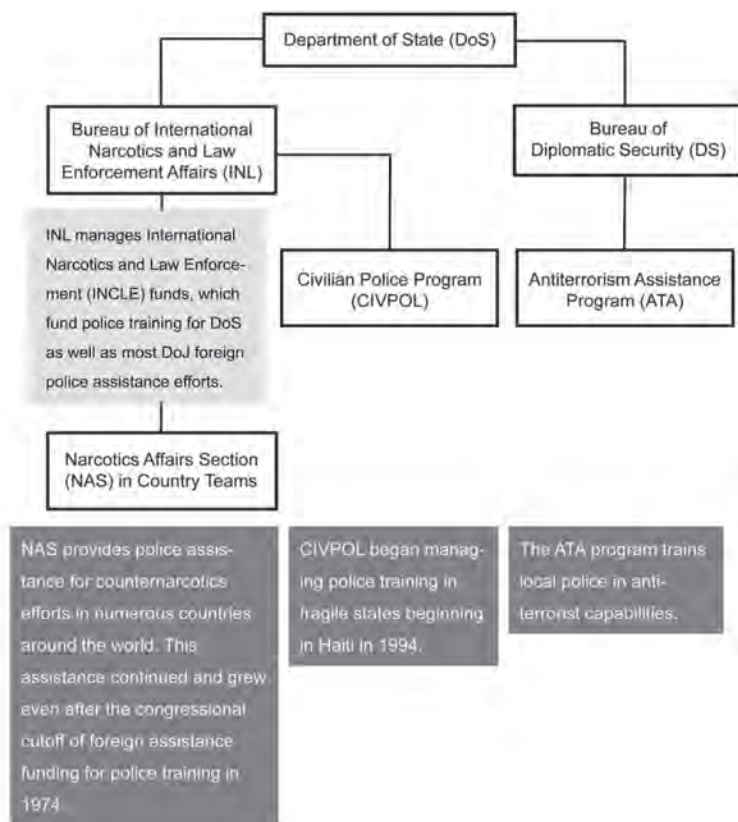 Department of State (DoS)
Bureau of International
Narcotics and Law
Enforcement Affairs (INL)
Bureau of
Diplomatic Security (DS)
INL manages International
Narcotics and Law Enforce-
ment (INCLE) funds, which
fund police training for DoS
as well as most DoJ foreign
police assistance efforts.
Civilian Police Program
(CIVPOL)
Antiterrorism Assistance
Program (ATA)
Narcotics Affairs Section
(NAS) in Country Teams
NAS provides police assis-
tance for counternarcotics
efforts in numerous countries
around the world. This
assistance continued and grew
even after the congressional
cutoff of foreign assistance
funding for police training in
1974.
CIVPOL began manag-
ing police training in
fragile states beginning
in Haiti in 1994.
The ATA program trains
local police in anti-
terrorist capabilities.